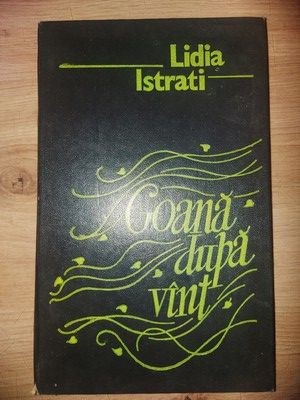 Lidia
Istrati
Goană
după
vînt